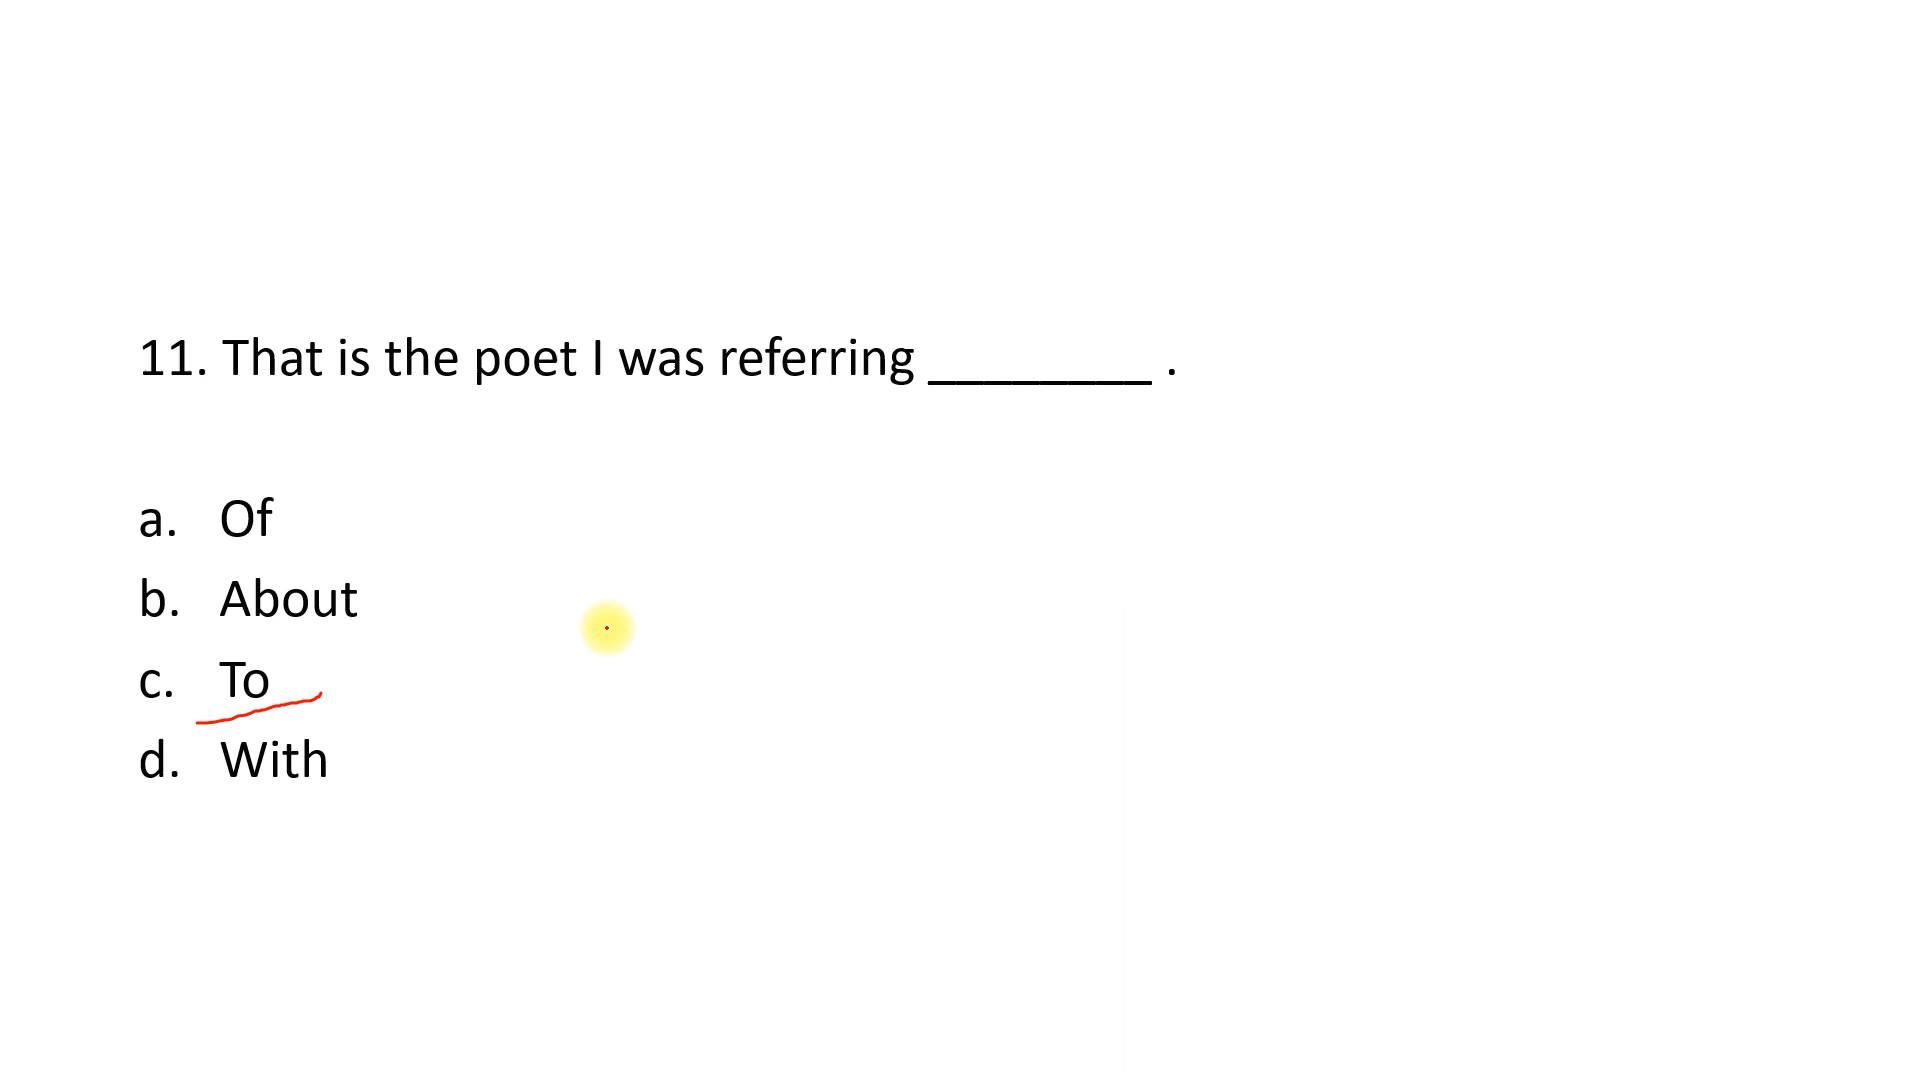 11. That is the poet I was referring ________ .
a. Of
b. About
c. To
d. With